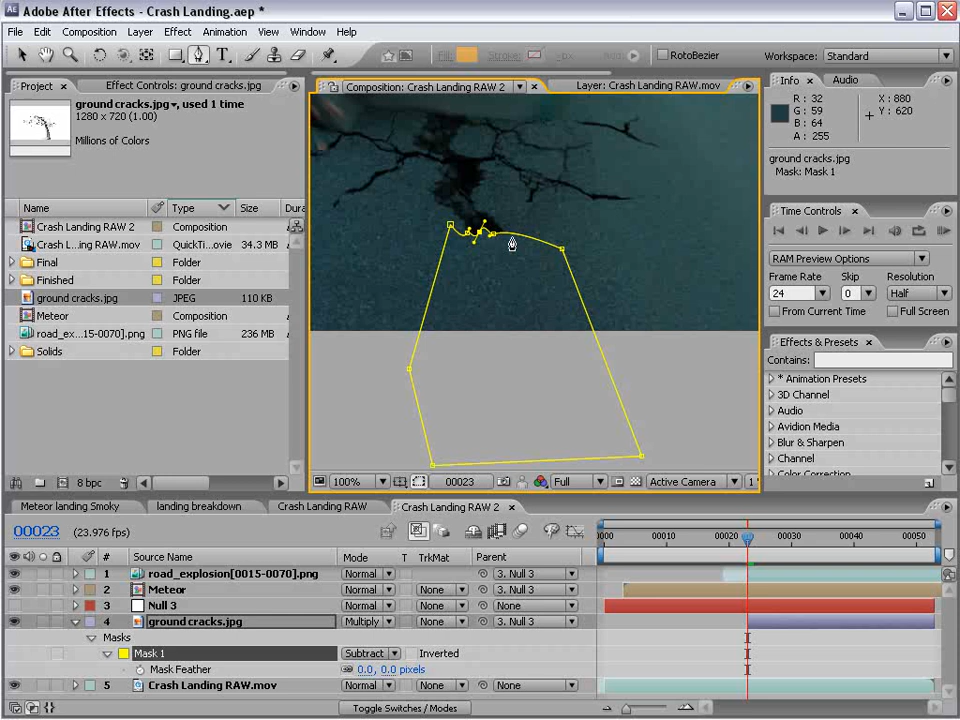 Adobe After Effects - Crash Landing.aep *
File Edit Composition Layer Effect Animation View Window Help
Fill: Stroke: px RotoBezier Workspace: Standard
Project Effect Controls: ground cracks.jpg
ground cracks.jpg, used 1 time
1280 x 720 (1.00)
Millions of Colors
Name Type Size Dura
Crash Landing RAW 2 Composition
Crash L...ing RAW.mov QuickTi...ovie 34.3 MB
Final Folder
Finished Folder
ground cracks.jpg JPEG 110 KB
Meteor Composition
road_ex...15-0070].png PNG file 236 MB
Solids Folder
8 bpc
Composition: Crash Landing RAW 2 Layer: Crash Landing RAW.mov
100% 00023 Full Active Camera 1
Info Audio
R: 32
G: 59
B: 64
A: 255
X: 880
Y: 620
ground cracks.jpg
Mask: Mask 1
Time Controls
RAM Preview Options
Frame Rate Skip Resolution
24 0 Half
From Current Time Full Screen
Effects & Presets
Contains:
* Animation Presets
3D Channel
Audio
Avidion Media
Blur & Sharpen
Channel
Color Correction
Meteor landing Smoky landing breakdown Crash Landing RAW Crash Landing RAW 2
00023 (23.976 fps)
0000 00010 00020 00030 00040 00050
# Source Name Mode T TrkMat Parent
1 road_explosion[0015-0070].png Normal 3. Null 3
2 Meteor Normal None 3. Null 3
3 Null 3 Normal None None
4 ground cracks.jpg Multiply None 3. Null 3
Masks
Mask 1 Subtract Inverted
Mask Feather 0.0, 0.0 pixels
5 Crash Landing RAW.mov Normal None None
Toggle Switches / Modes